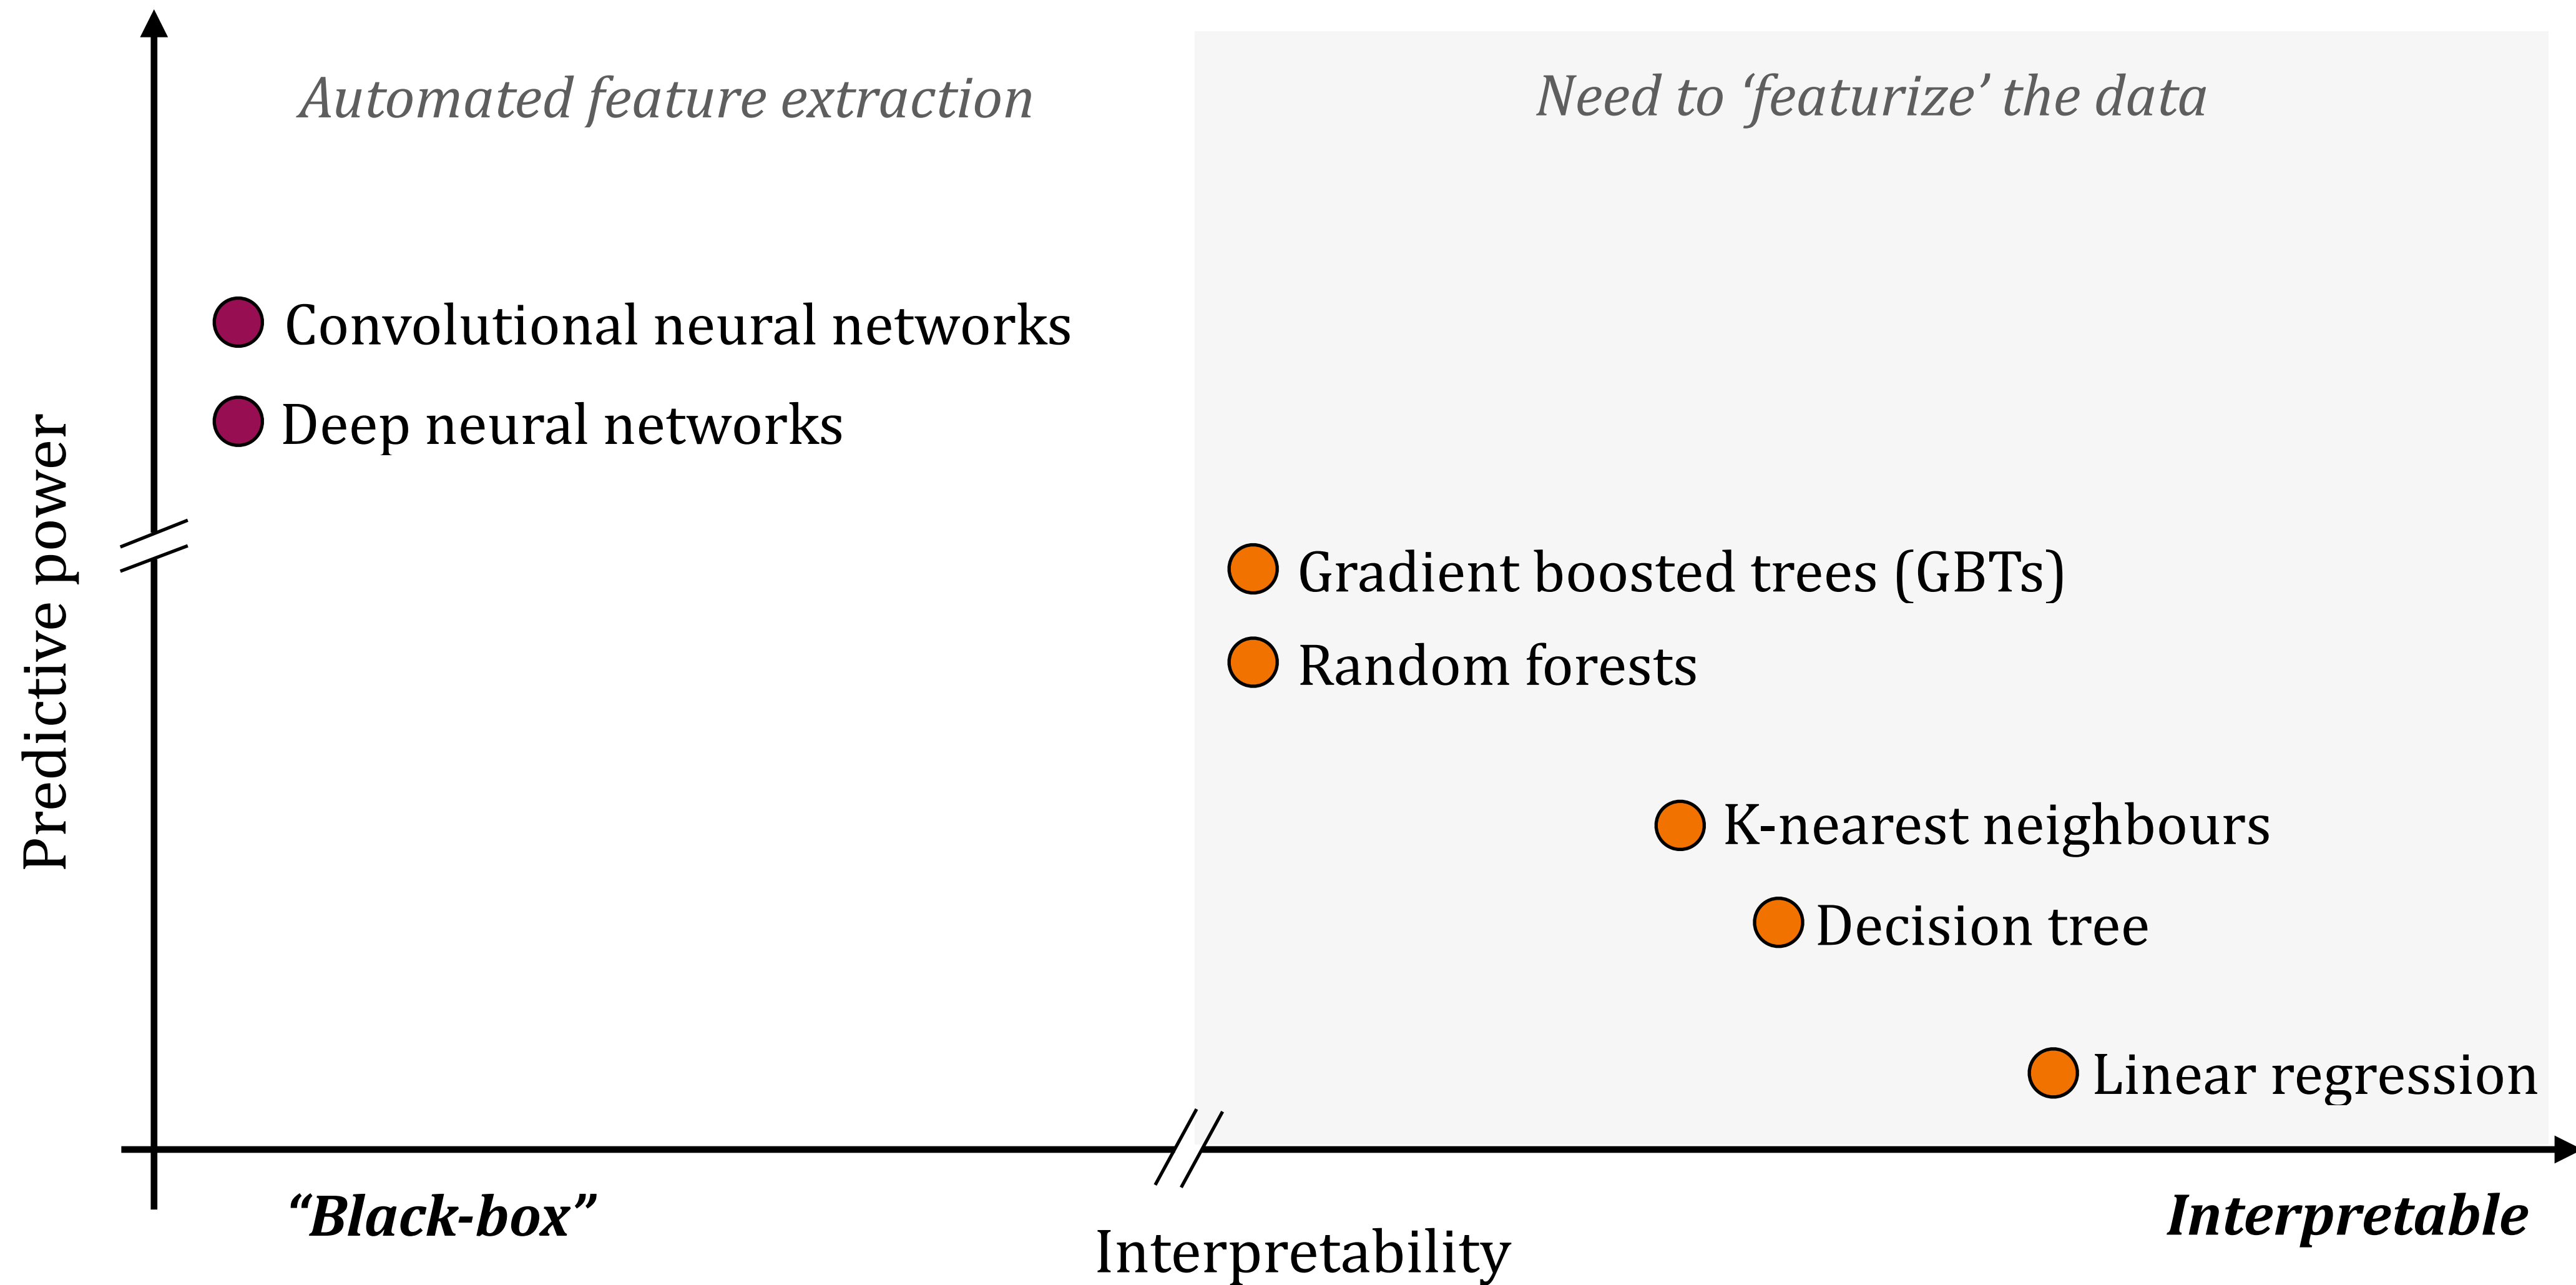 Automated feature extraction
Need to ‘featurize’ the data
Convolutional neural networks
Deep neural networks
Predictive power
Gradient boosted trees (GBTs)
Random forests
K-nearest neighbours
Decision tree
Linear regression
“Black-box”
Interpretable
Interpretability